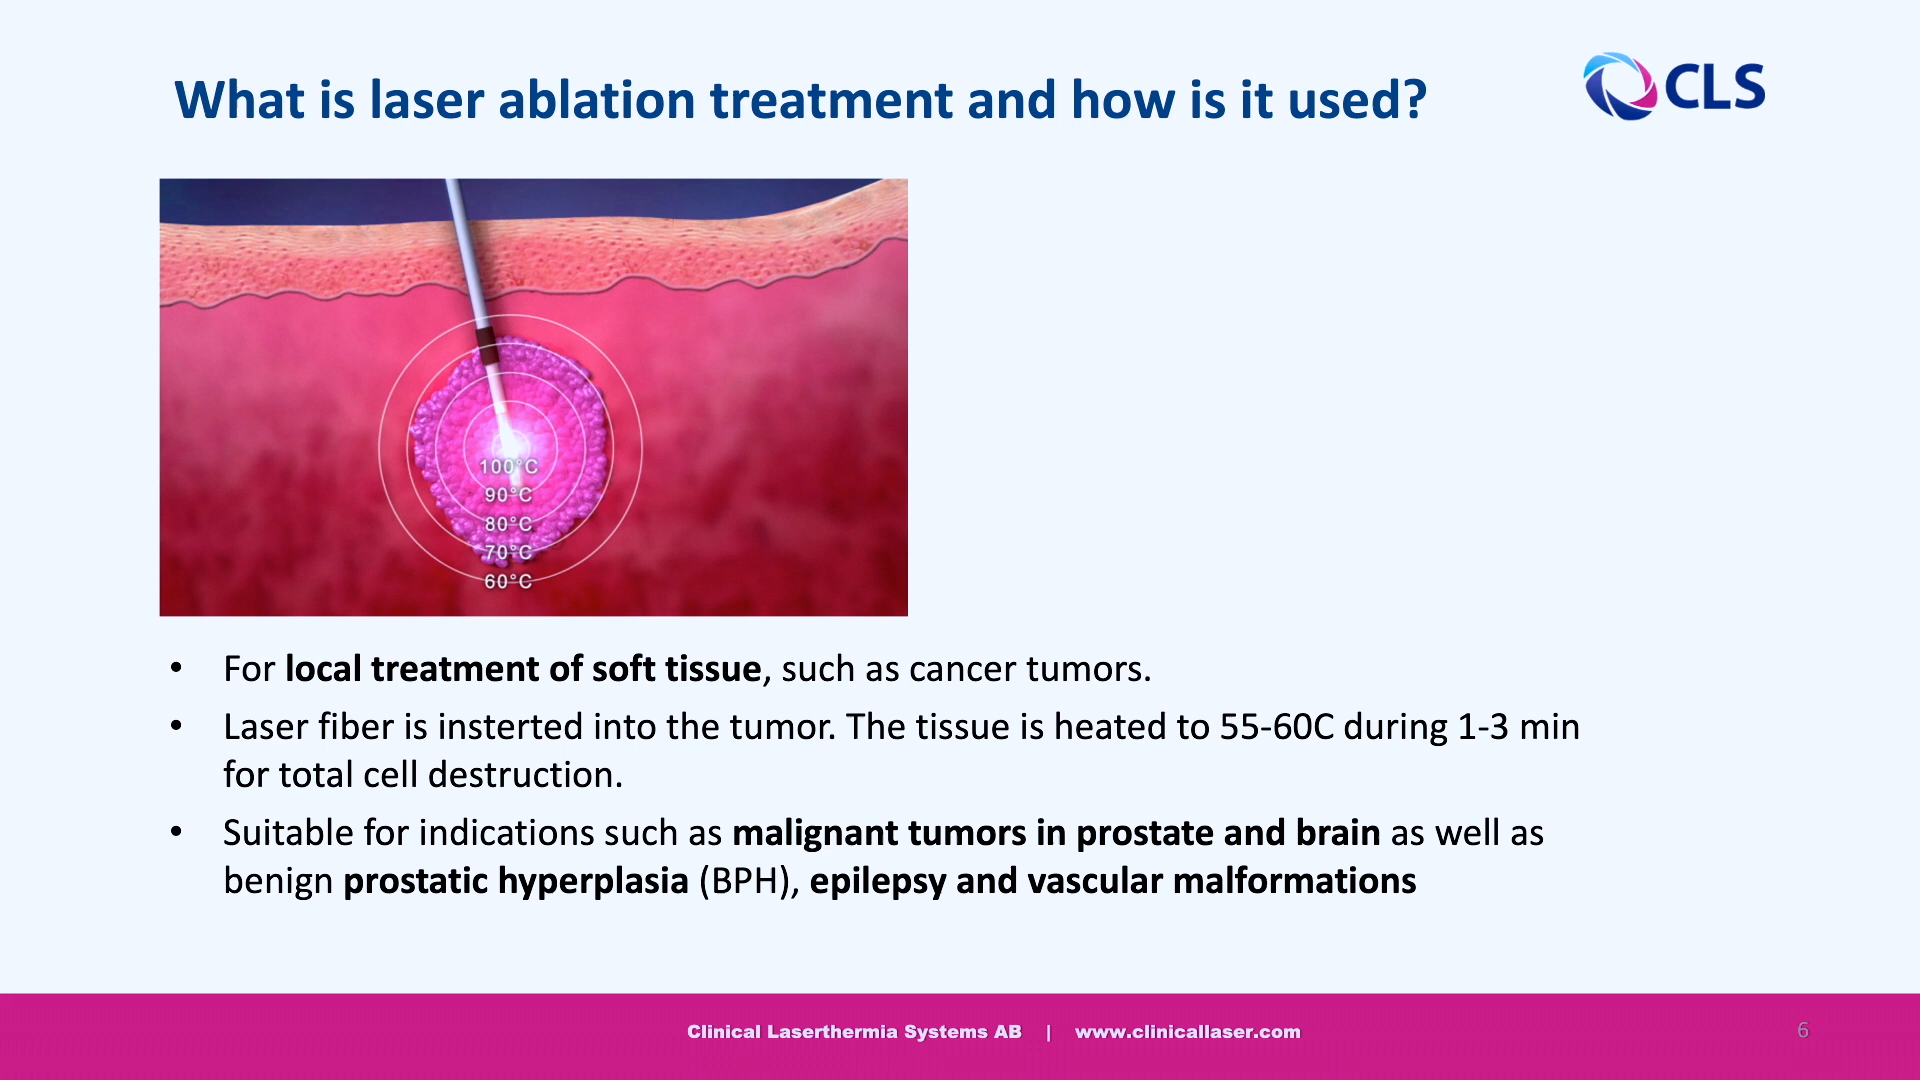 What is laser ablation treatment and how is it used?
CLS
100°C
90°C
80°C
70°C
60°C
• For local treatment of soft tissue, such as cancer tumors.
• Laser fiber is insterted into the tumor. The tissue is heated to 55-60C during 1-3 min
for total cell destruction.
• Suitable for indications such as malignant tumors in prostate and brain as well as
benign prostatic hyperplasia (BPH), epilepsy and vascular malformations
Clinical Laserthermia Systems AB | www.clinicallaser.com
6